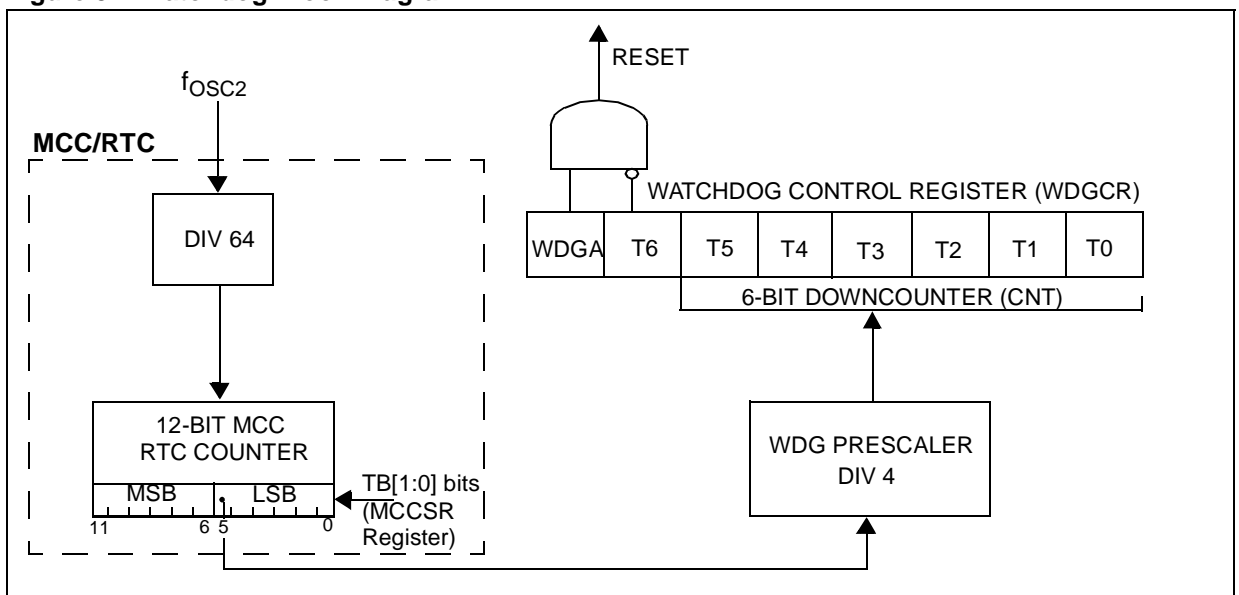 RESET
fOSC2
MCC/RTC
DIV 64
WATCHDOG CONTROL REGISTER (WDGCR)
WDGA T6 T5 T4 T3 T2 T1 T0
6-BIT DOWNCOUNTER (CNT)
12-BIT MCC
RTC COUNTER
MSB LSB
11 6 5 0
TB[1:0] bits
(MCCSR
Register)
WDG PRESCALER
DIV 4